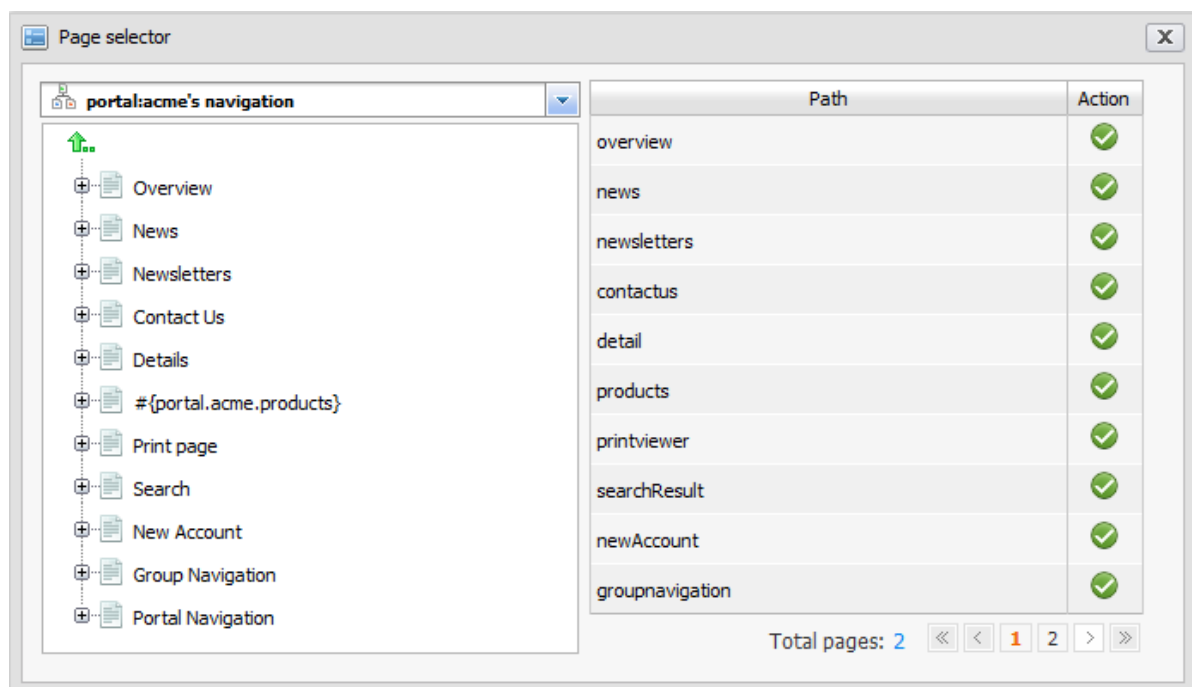 Page selector
X
portal:acme's navigation
Overview
News
Newsletters
Contact Us
Details
#{portal.acme.products}
Print page
Search
New Account
Group Navigation
Portal Navigation
Path Action
overview
news
newsletters
contactus
detail
products
printviewer
searchResult
newAccount
groupnavigation
Total pages: 2 « < 1 2 > »